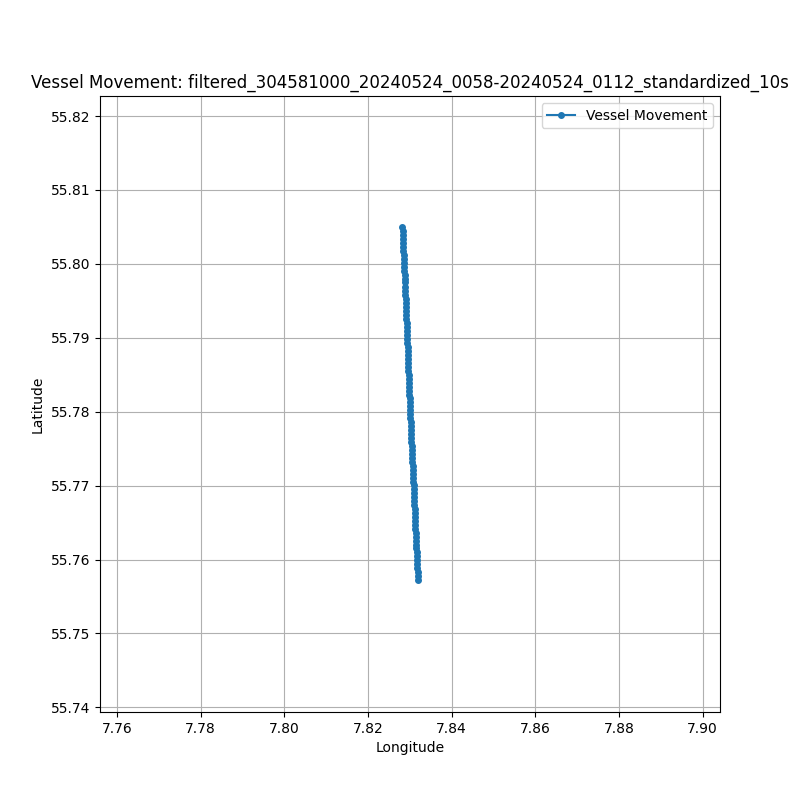 Vessel Movement: filtered_304581000_20240524_0058-20240524_0112_standardized_10s
Vessel Movement
55.82
55.81
55.80
55.79
55.78
55.77
55.76
55.75
55.74
Latitude
7.76 7.78 7.80 7.82 7.84 7.86 7.88 7.90
Longitude